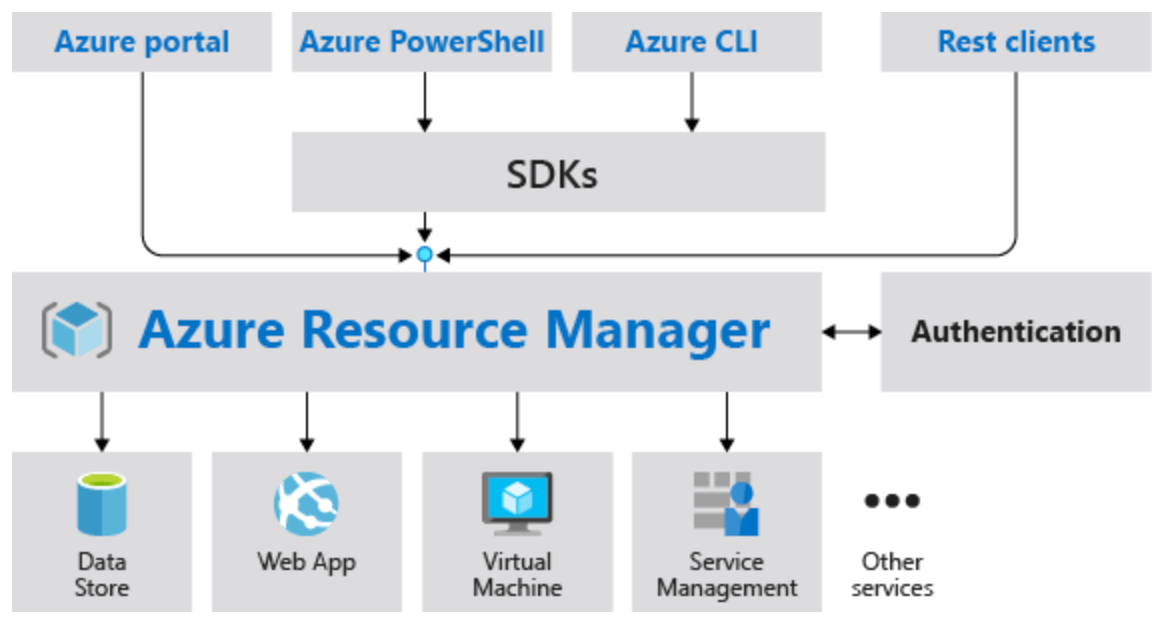 Azure portal
Azure PowerShell
Azure CLI
Rest clients
SDKs
Azure Resource Manager
Authentication
Data
Store
Web App
Virtual
Machine
Service
Management
Other
services